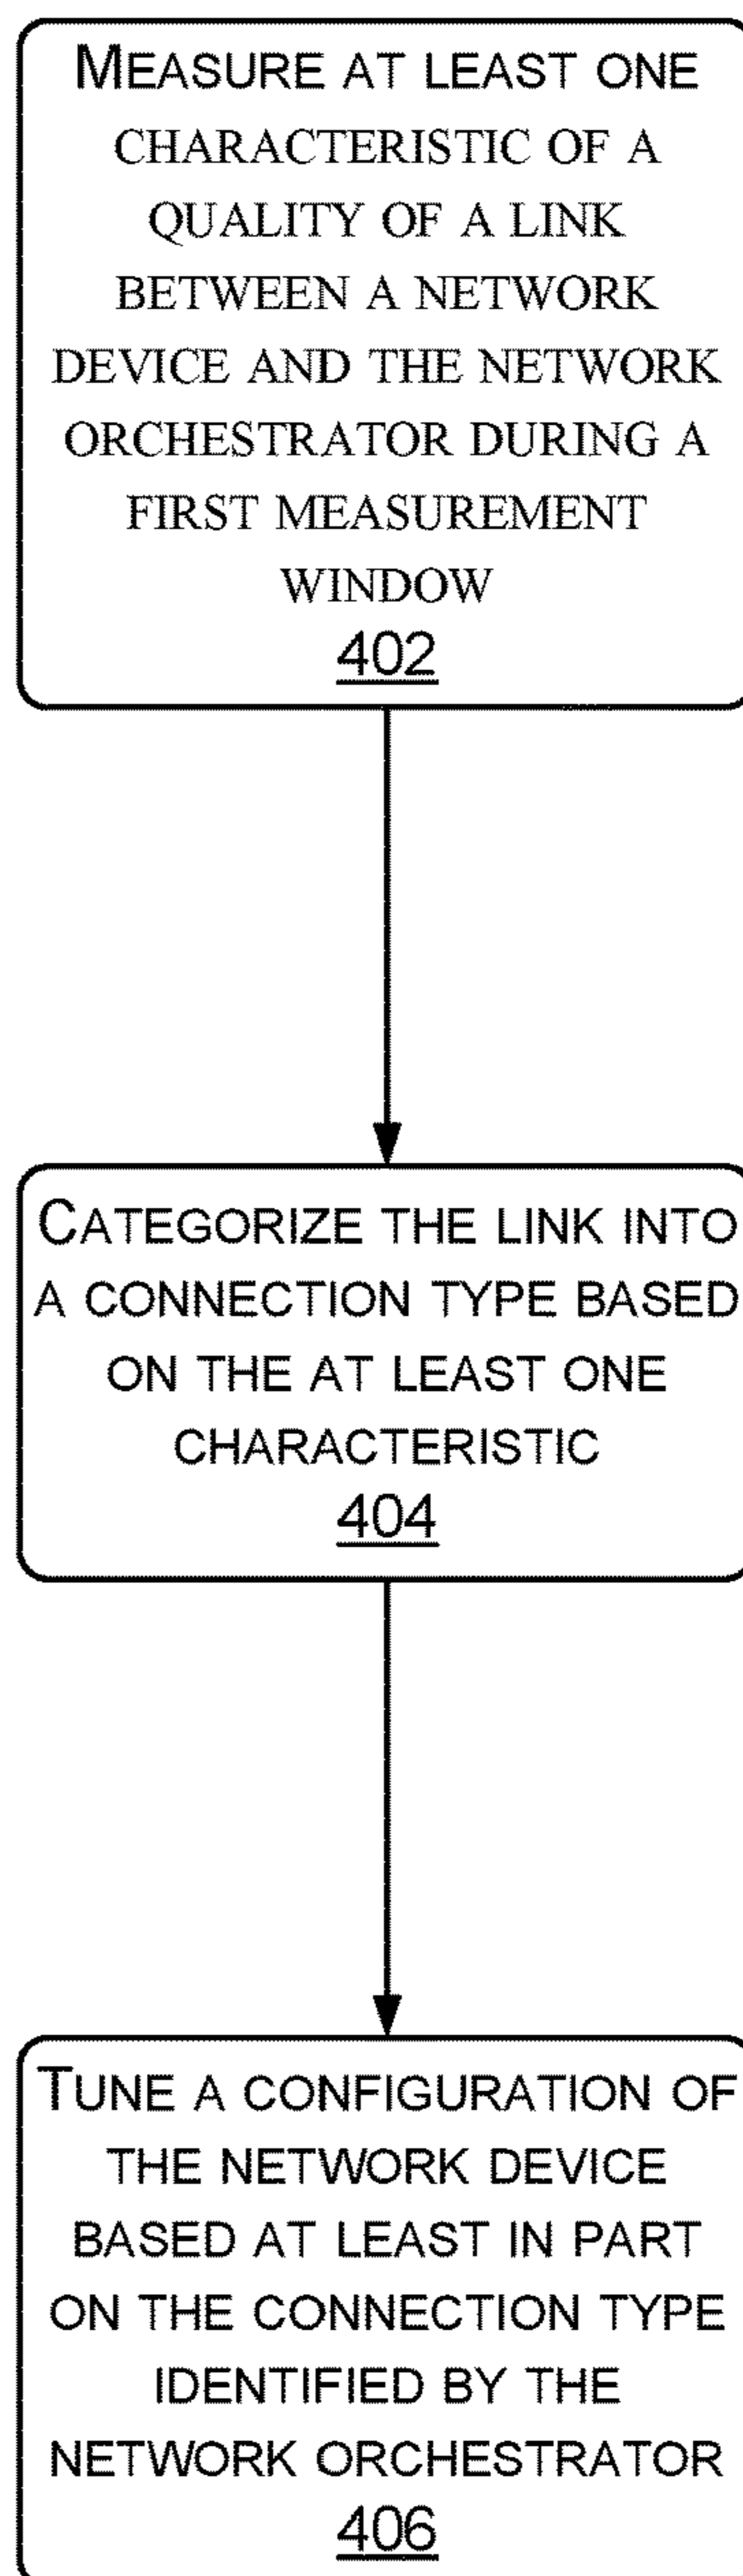 MEASURE AT LEAST ONE
CHARACTERISTIC OF A
QUALITY OF A LINK
BETWEEN A NETWORK
DEVICE AND THE NETWORK
ORCHESTRATOR DURING A
FIRST MEASUREMENT
WINDOW
402
CATEGORIZE THE LINK INTO
A CONNECTION TYPE BASED
ON THE AT LEAST ONE
CHARACTERISTIC
404
TUNE A CONFIGURATION OF
THE NETWORK DEVICE
BASED AT LEAST IN PART
ON THE CONNECTION TYPE
IDENTIFIED BY THE
NETWORK ORCHESTRATOR
406